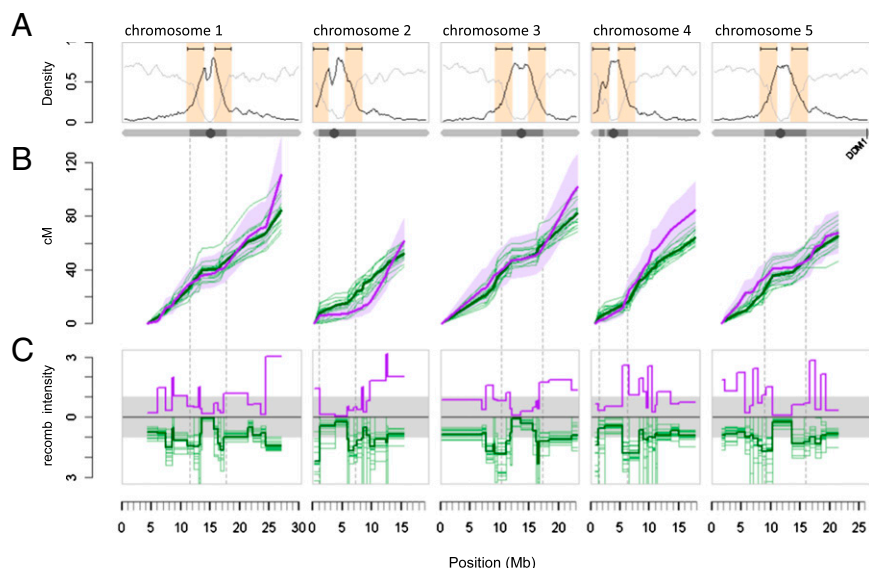 A
chromosome 1 chromosome 2 chromosome 3 chromosome 4 chromosome 5
Density
1
0.5
0
DDM1
B
cM
120
80
40
0
C
recomb intensity
3
0
3
0 5 10 15 20 25 30 0 5 10 15 0 5 10 15 20 0 5 10 15 0 5 10 15 20 25
Position (Mb)